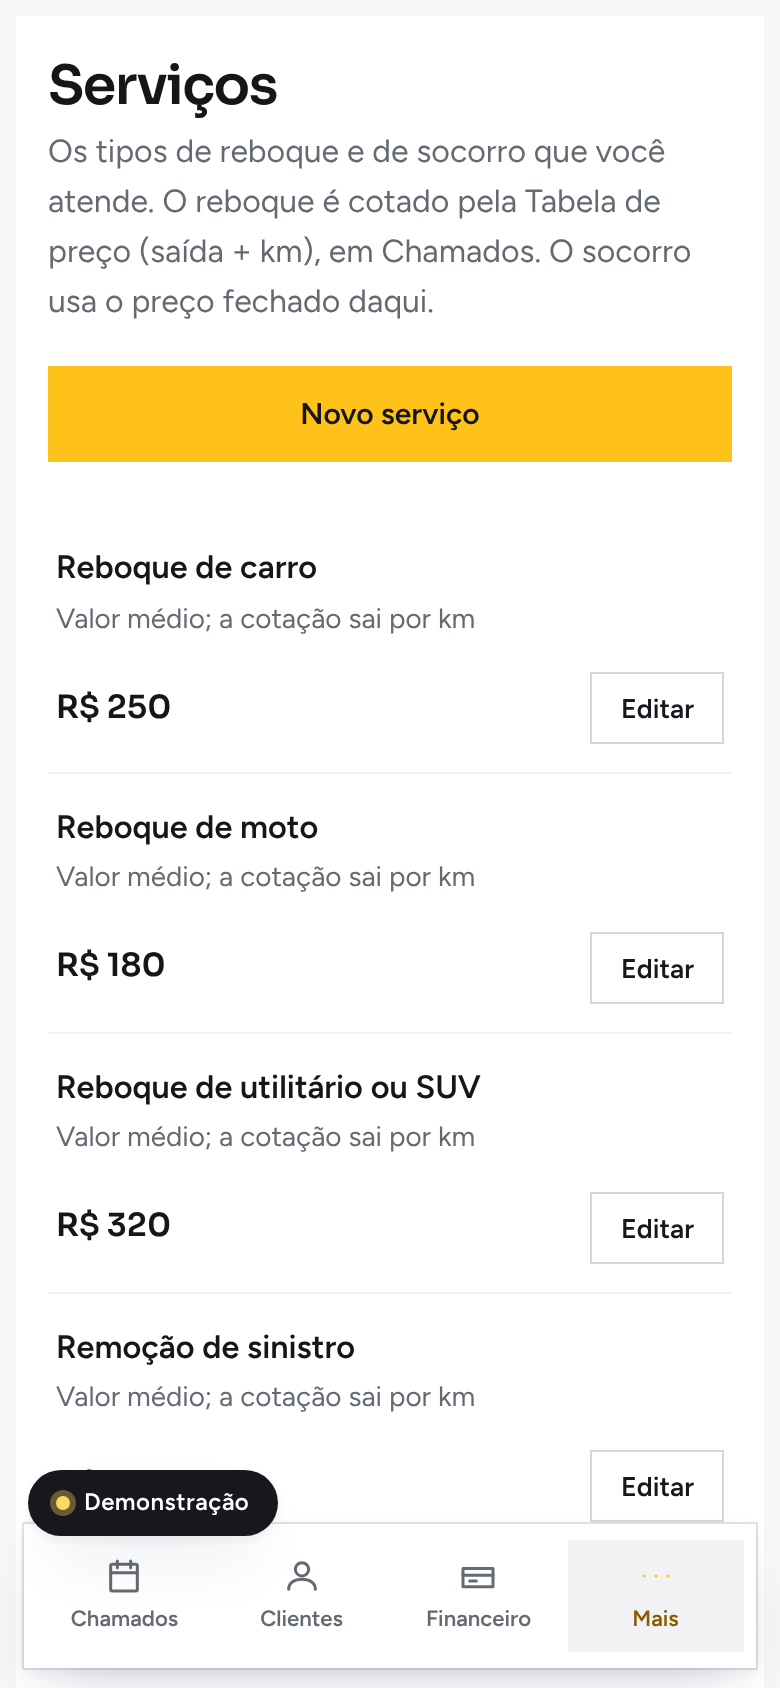 Serviços
Os tipos de reboque e de socorro que você
atende. O reboque é cotado pela Tabela de
preço (saída + km), em Chamados. O socorro
usa o preço fechado daqui.
Novo serviço
Reboque de carro
Valor médio; a cotação sai por km
R$ 250
Editar
Reboque de moto
Valor médio; a cotação sai por km
R$ 180
Editar
Reboque de utilitário ou SUV
Valor médio; a cotação sai por km
R$ 320
Editar
Remoção de sinistro
Valor médio; a cotação sai por km
Editar
Demonstração
Chamados
Clientes
Financeiro
Mais